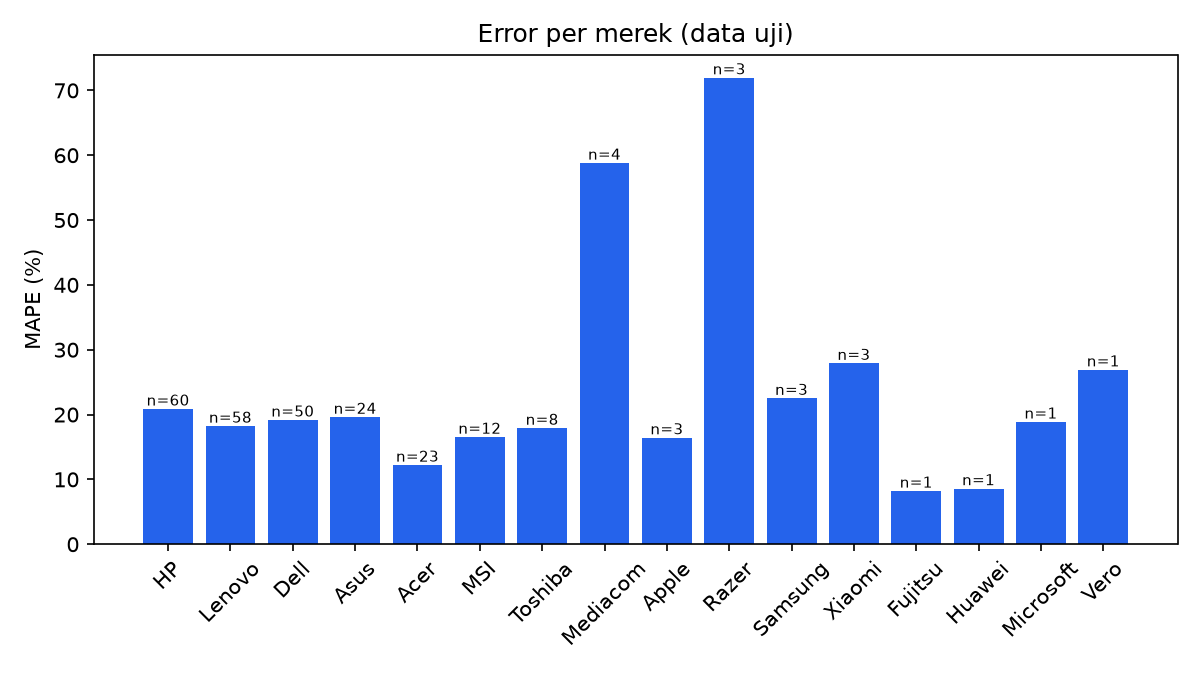 Error per merek (data uji)
MAPE (%)
70
60
50
40
30
20
10
0
n=60
n=58
n=50
n=24
n=23
n=12
n=8
n=4
n=3
n=3
n=3
n=3
n=1
n=1
n=1
n=1
HP
Lenovo
Dell
Asus
Acer
MSI
Toshiba
Mediacom
Apple
Razer
Samsung
Xiaomi
Fujitsu
Huawei
Microsoft
Vero